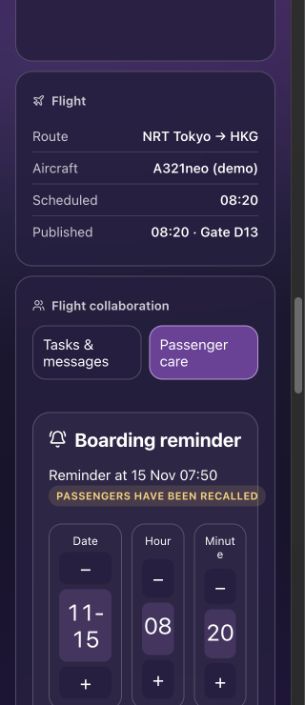 Flight
Route NRT Tokyo → HKG
Aircraft A321neo (demo)
Scheduled 08:20
Published 08:20 · Gate D13
Flight collaboration
Tasks &
messages
Passenger
care
Boarding reminder
Reminder at 15 Nov 07:50
PASSENGERS HAVE BEEN RECALLED
Date Hour Minut
e
– – –
11-
15
08
20
+ + +